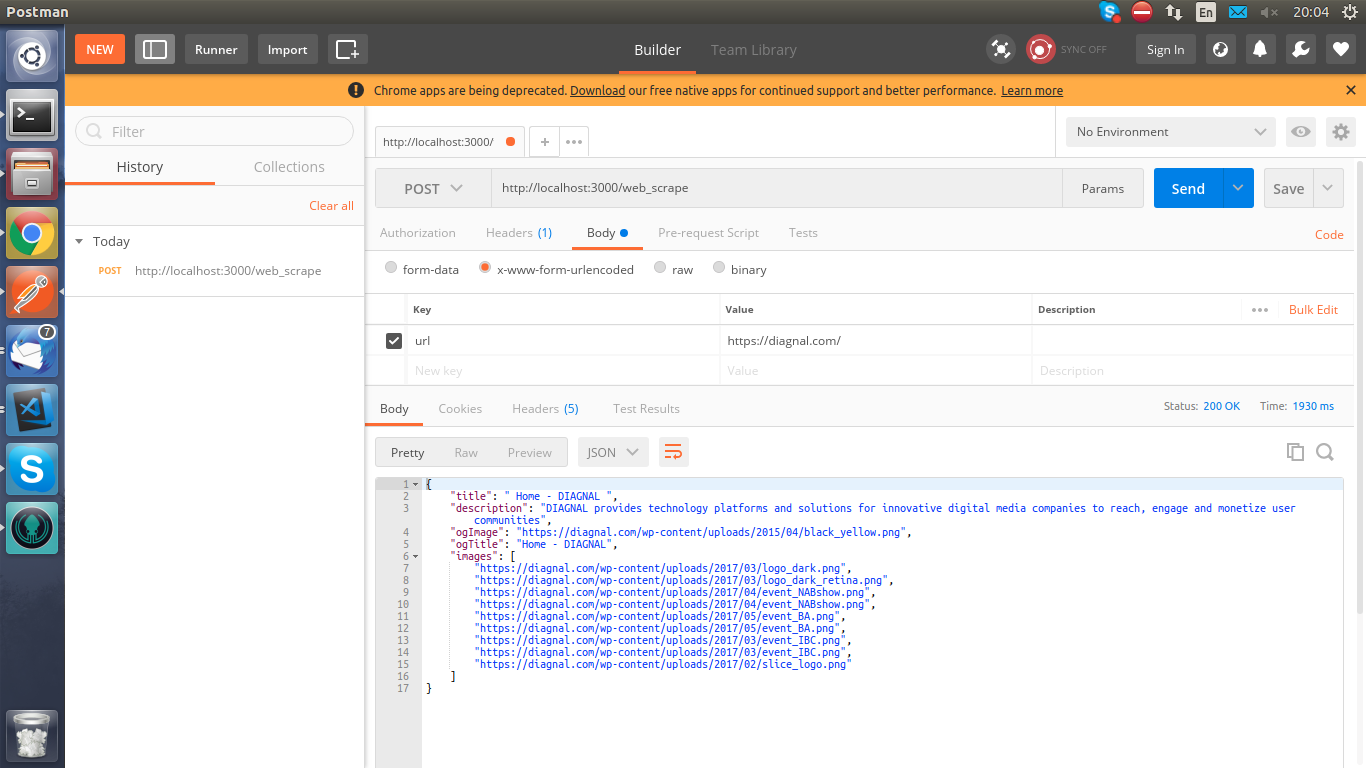 Postman
En
20:04
NEW
Runner
Import
Builder
Team Library
SYNC OFF
Sign In
Chrome apps are being deprecated. Download our free native apps for continued support and better performance. Learn more
Filter
History
Collections
Clear all
Today
POST http://localhost:3000/web_scrape
7
http://localhost:3000/
No Environment
POST
http://localhost:3000/web_scrape
Params
Send
Save
Authorization
Headers (1)
Body
Pre-request Script
Tests
Code
form-data
x-www-form-urlencoded
raw
binary
Key
Value
Description
Bulk Edit
url
https://diagnal.com/
New key
Value
Description
Body
Cookies
Headers (5)
Test Results
Status: 200 OK
Time: 1930 ms
Pretty
Raw
Preview
JSON
1 {
2 "title": " Home - DIAGNAL ",
3 "description": "DIAGNAL provides technology platforms and solutions for innovative digital media companies to reach, engage and monetize user
communities",
4 "ogImage": "https://diagnal.com/wp-content/uploads/2015/04/black_yellow.png",
5 "ogTitle": "Home - DIAGNAL",
6 "images": [
7 "https://diagnal.com/wp-content/uploads/2017/03/logo_dark.png",
8 "https://diagnal.com/wp-content/uploads/2017/03/logo_dark_retina.png",
9 "https://diagnal.com/wp-content/uploads/2017/04/event_NABshow.png",
10 "https://diagnal.com/wp-content/uploads/2017/04/event_NABshow.png",
11 "https://diagnal.com/wp-content/uploads/2017/05/event_BA.png",
12 "https://diagnal.com/wp-content/uploads/2017/05/event_BA.png",
13 "https://diagnal.com/wp-content/uploads/2017/03/event_IBC.png",
14 "https://diagnal.com/wp-content/uploads/2017/03/event_IBC.png",
15 "https://diagnal.com/wp-content/uploads/2017/02/slice_logo.png"
16 ]
17 }